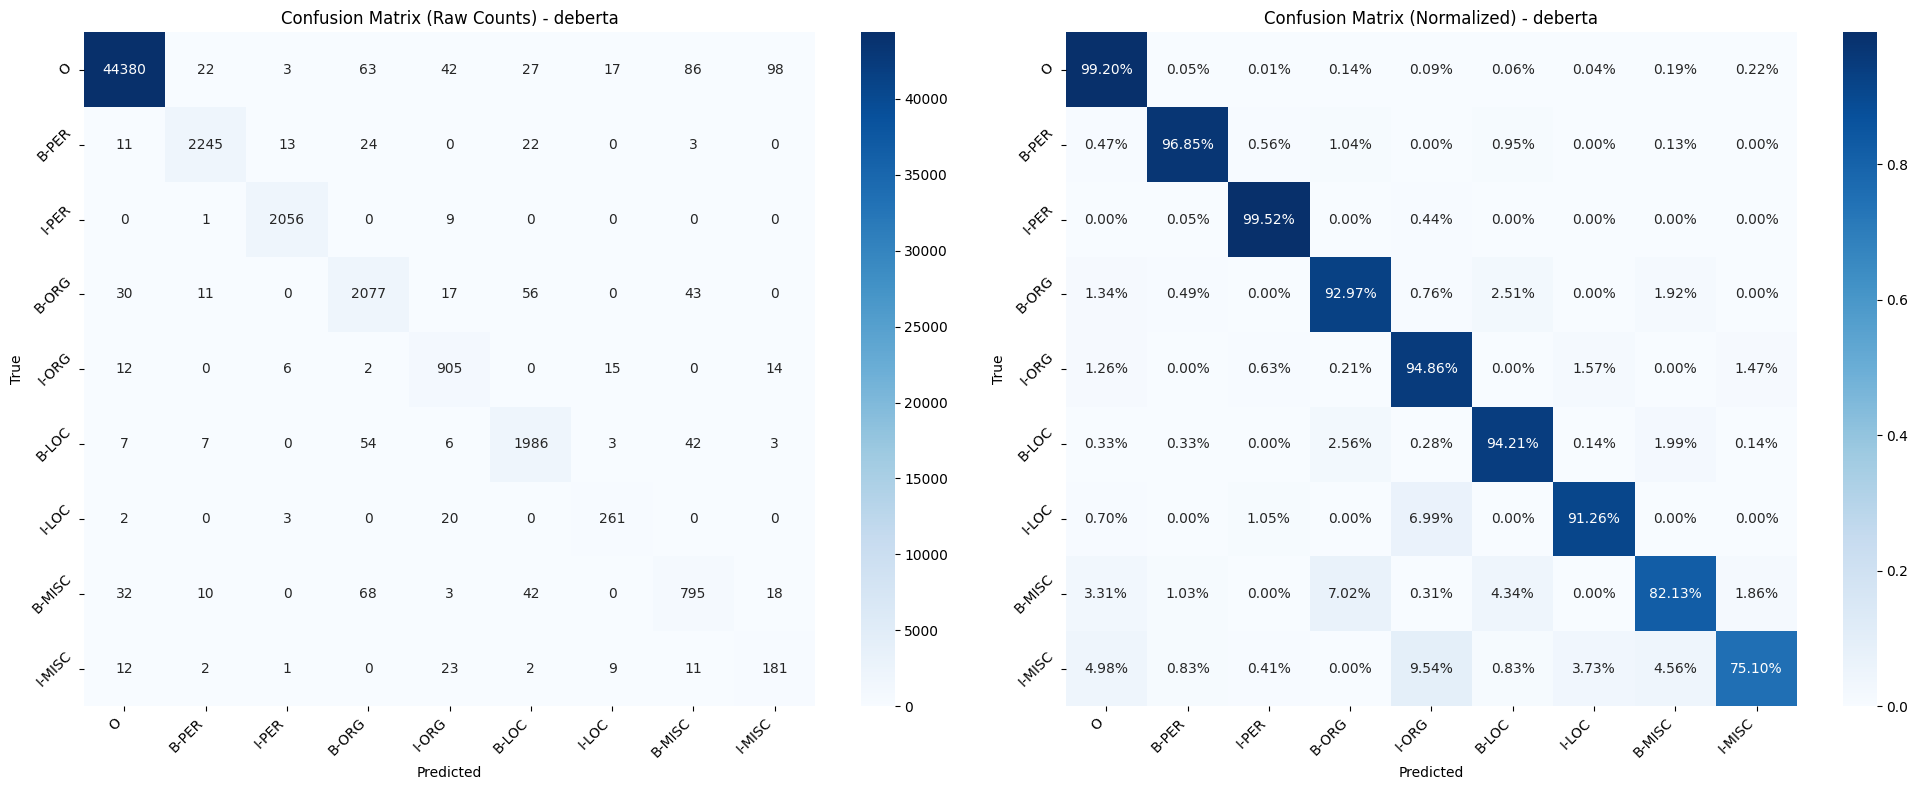 Confusion Matrix (Raw Counts) - deberta
O 44380 22 3 63 42 27 17 86 98
B-PER 11 2245 13 24 0 22 3 0
I-PER 0 1 2056 0 9 0 0 0 0
B-ORG 30 11 0 2077 17 56 0 43 0
I-ORG 12 0 6 2 905 0 15 0 14
B-LOC 7 7 0 54 6 1986 3 42 3
I-LOC 2 0 3 0 20 0 261 0 0
B-MISC 32 10 0 68 3 42 0 795 18
I-MISC 12 2 1 0 23 2 9 11 181
O B-PER I-PER B-ORG I-ORG B-LOC I-LOC B-MISC I-MISC
Predicted
True
40000
35000
30000
25000
20000
15000
10000
5000
0
Confusion Matrix (Normalized) - deberta
O 99.20% 0.05% 0.01% 0.14% 0.09% 0.06% 0.04% 0.19% 0.22%
B-PER 0.47% 96.85% 0.56% 1.04% 0.00% 0.95% 0.00% 0.13% 0.00%
I-PER 0.00% 0.05% 99.52% 0.00% 0.44% 0.00% 0.00% 0.00% 0.00%
B-ORG 1.34% 0.49% 0.00% 92.97% 0.76% 2.51% 0.00% 1.92% 0.00%
I-ORG 1.26% 0.00% 0.63% 0.21% 94.86% 0.00% 1.57% 0.00% 1.47%
B-LOC 0.33% 0.33% 0.00% 2.56% 0.28% 94.21% 0.14% 1.99% 0.14%
I-LOC 0.70% 0.00% 1.05% 0.00% 6.99% 0.00% 91.26% 0.00% 0.00%
B-MISC 3.31% 1.03% 0.00% 7.02% 0.31% 4.34% 0.00% 82.13% 1.86%
I-MISC 4.98% 0.83% 0.41% 0.00% 9.54% 0.83% 3.73% 4.56% 75.10%
O B-PER I-PER B-ORG I-ORG B-LOC I-LOC B-MISC I-MISC
Predicted
True
0.8
0.6
0.4
0.2
0.0